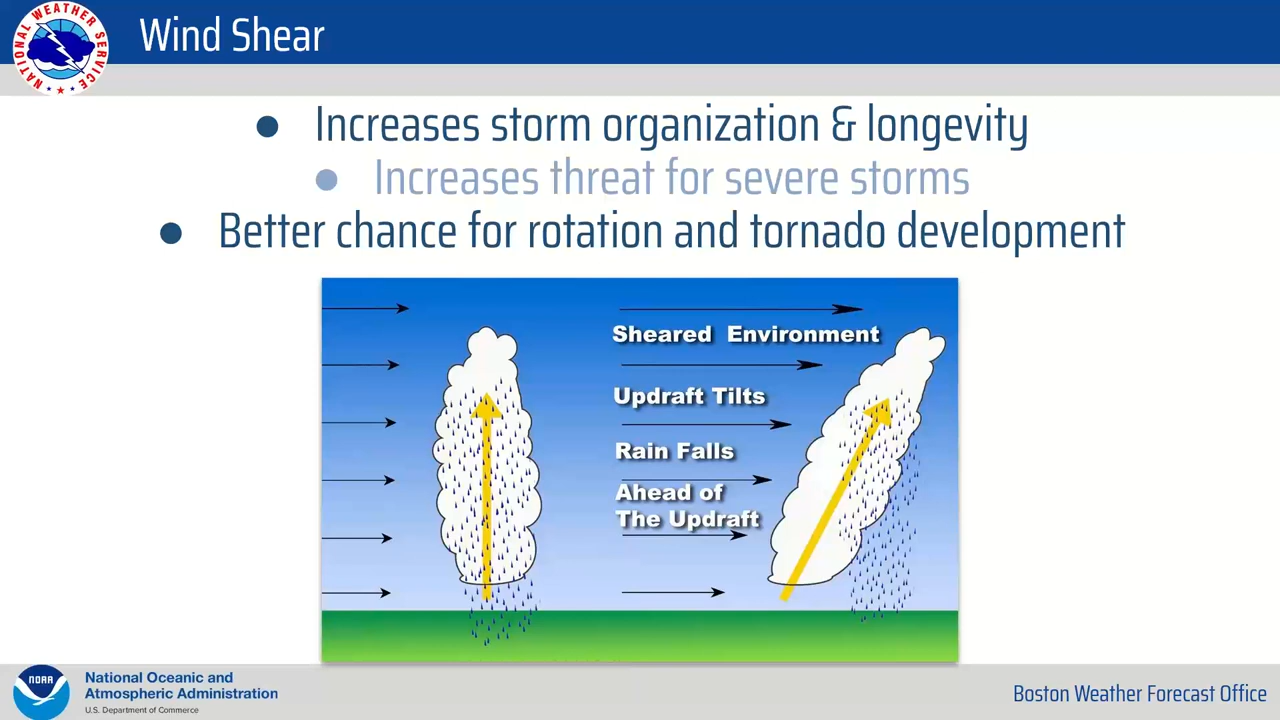 NATIONAL WEATHER SERVICE
Wind Shear
● Increases storm organization & longevity
● Increases threat for severe storms
● Better chance for rotation and tornado development
Sheared Environment
Updraft Tilts
Rain Falls
Ahead of
The Updraft
NOAA
National Oceanic and
Atmospheric Administration
U.S. Department of Commerce
Boston Weather Forecast Office